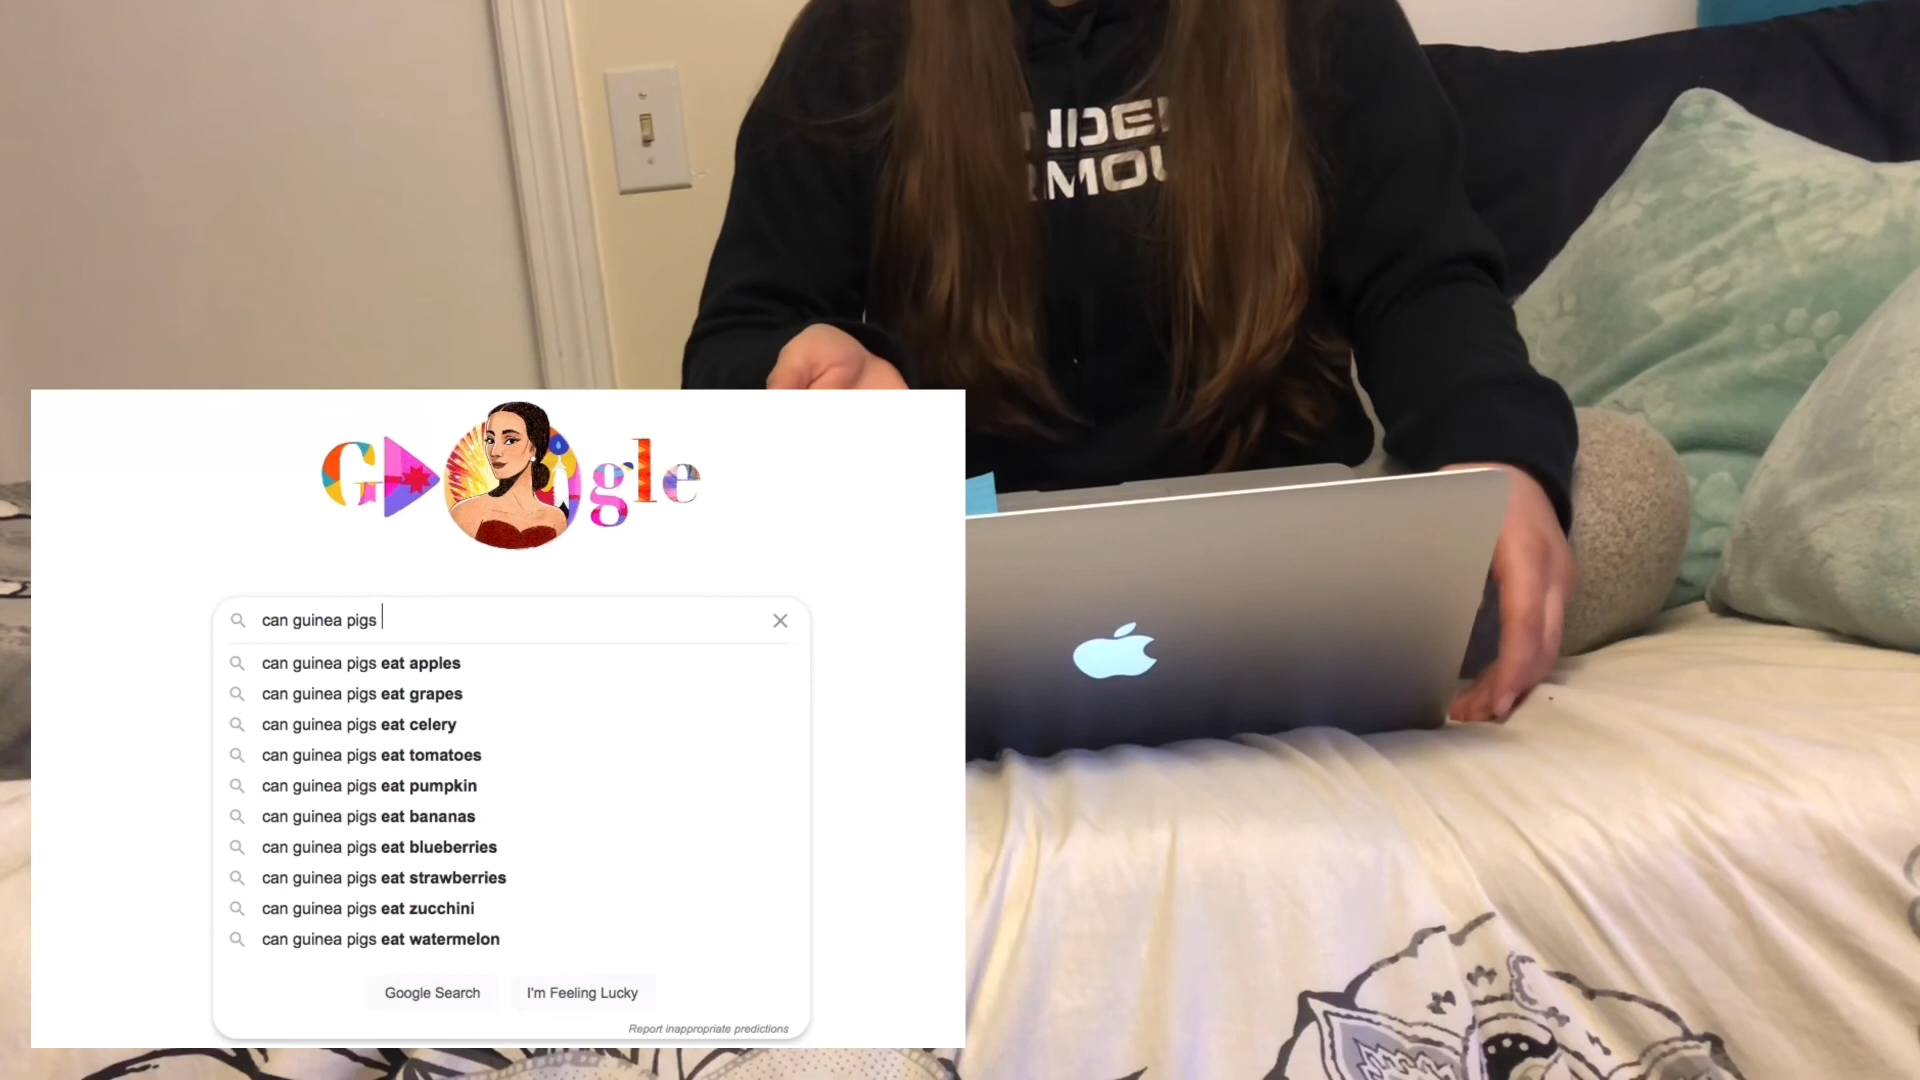 NDE
RMOU
Google
can guinea pigs
can guinea pigs eat apples
can guinea pigs eat grapes
can guinea pigs eat celery
can guinea pigs eat tomatoes
can guinea pigs eat pumpkin
can guinea pigs eat bananas
can guinea pigs eat blueberries
can guinea pigs eat strawberries
can guinea pigs eat zucchini
can guinea pigs eat watermelon
Google Search
I'm Feeling Lucky
Report inappropriate predictions